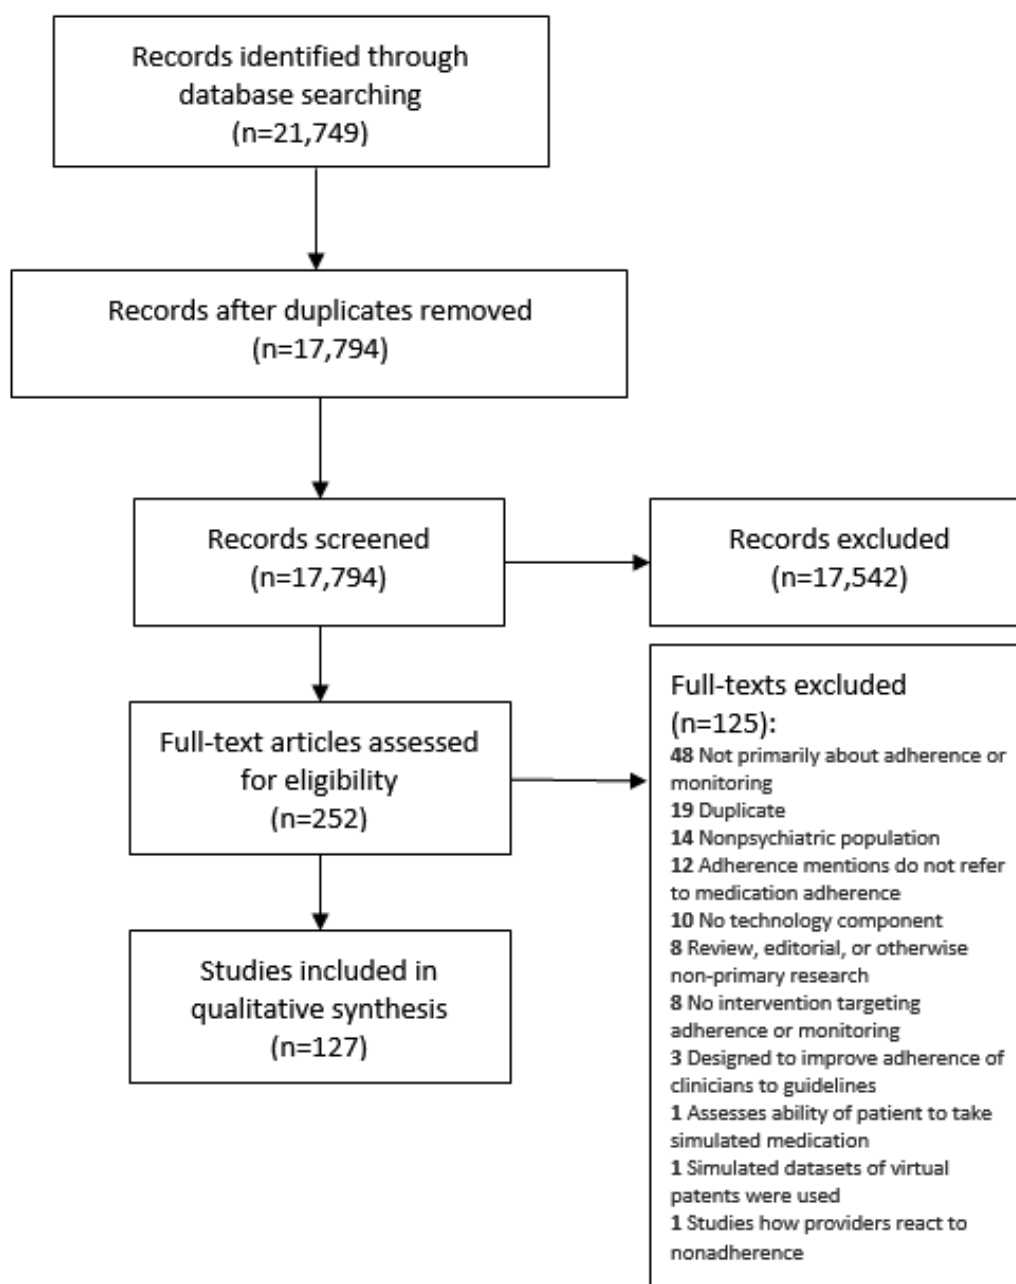 Records identified through
database searching
(n=21,749)
Records after duplicates removed
(n=17,794)
Records screened
(n=17,794)
Records excluded
(n=17,542)
Full-text articles assessed
for eligibility
(n=252)
Full-texts excluded
(n=125):
48 Not primarily about adherence or
monitoring
19 Duplicate
14 Nonpsychiatric population
12 Adherence mentions do not refer
to medication adherence
10 No technology component
8 Review, editorial, or otherwise
non-primary research
8 No intervention targeting
adherence or monitoring
3 Designed to improve adherence of
clinicians to guidelines
1 Assesses ability of patient to take
simulated medication
1 Simulated datasets of virtual
patents were used
1 Studies how providers react to
nonadherence
Studies included in
qualitative synthesis
(n=127)